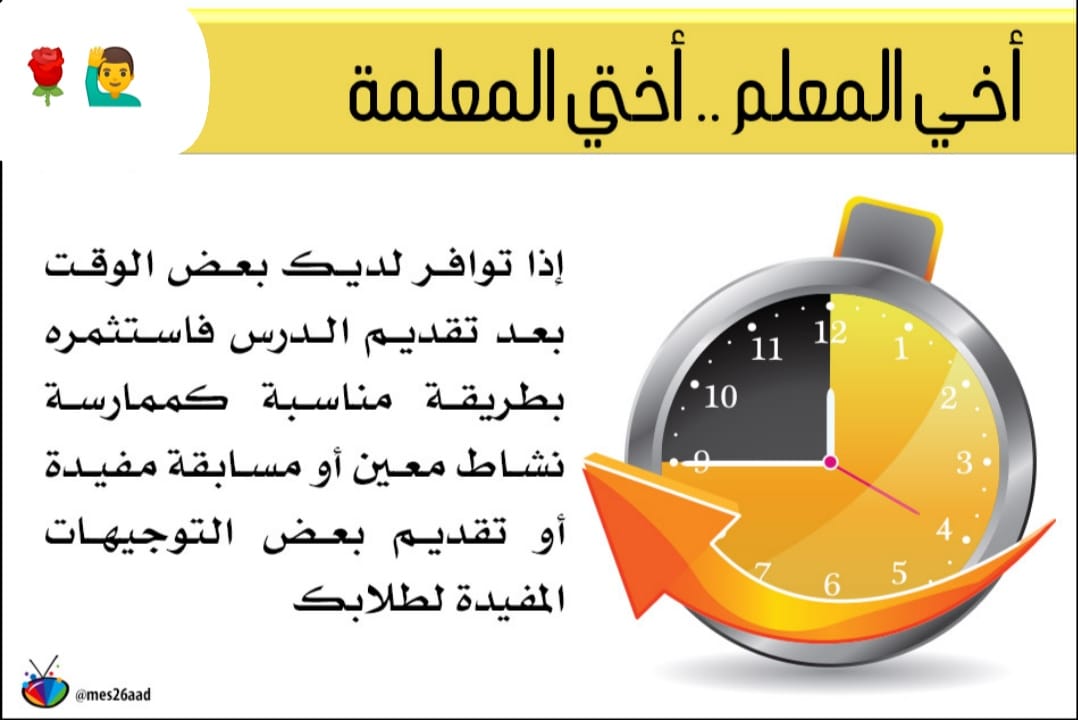 أخي المعلم .. أختي المعلمة
إذا توافر لديك بعض الوقت
بعد تقديم الدرس فاستثمره
بطريقة مناسبة كممارسة
نشاط معين أو مسابقة مفيدة
أو تقديم بعض التوجيهات
المفيدة لطلابك
12
11
1
10
2
9
3
4
7
6
5
@mes26aad